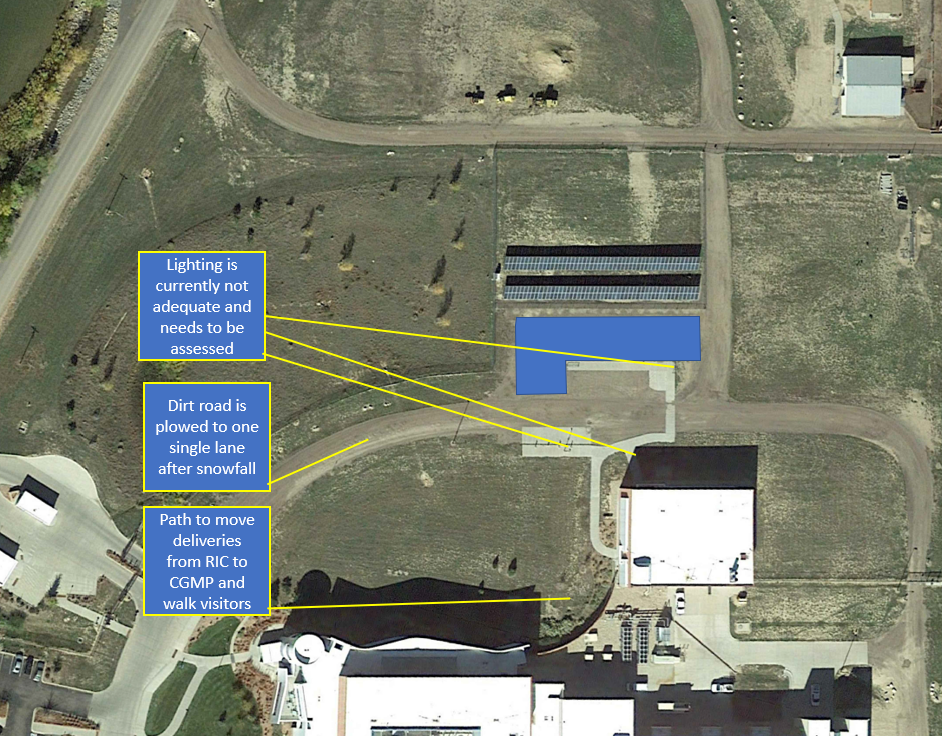 Lighting is
currently not
adequate and
needs to be
assessed
Dirt road is
plowed to one
single lane
after snowfall
Path to move
deliveries
from RIC to
CGMP and
walk visitors